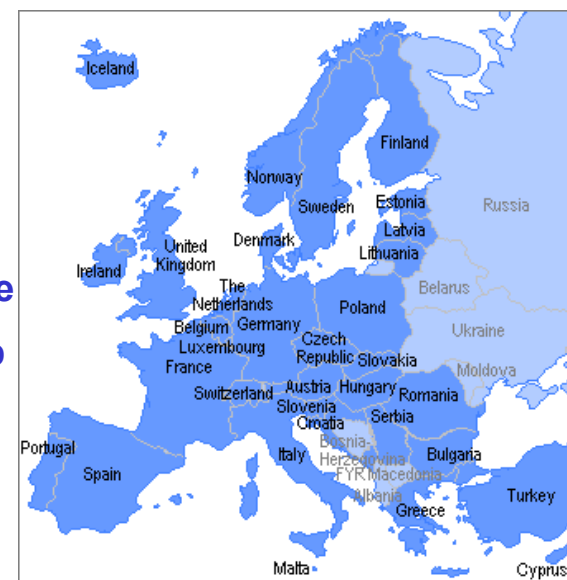 Iceland
Finland
Norway
Sweden
Estonia
Russia
Latvia
Denmark
United
Kingdom
Lithuania
Ireland
The
Netherlands
Belarus
e
Poland
Belgium
Germany
Ukraine
Luxembourg
Czech
Republic
Slovakia
France
Moldova
Switzerland
Austria
Hungary
Romania
Slovenia
Serbia
Croatia
Bosnia-
Herzegovina
Portugal
Italy
Bulgaria
Spain
FYR Macedonia
Albania
Turkey
Greece
Malta
Cyprus